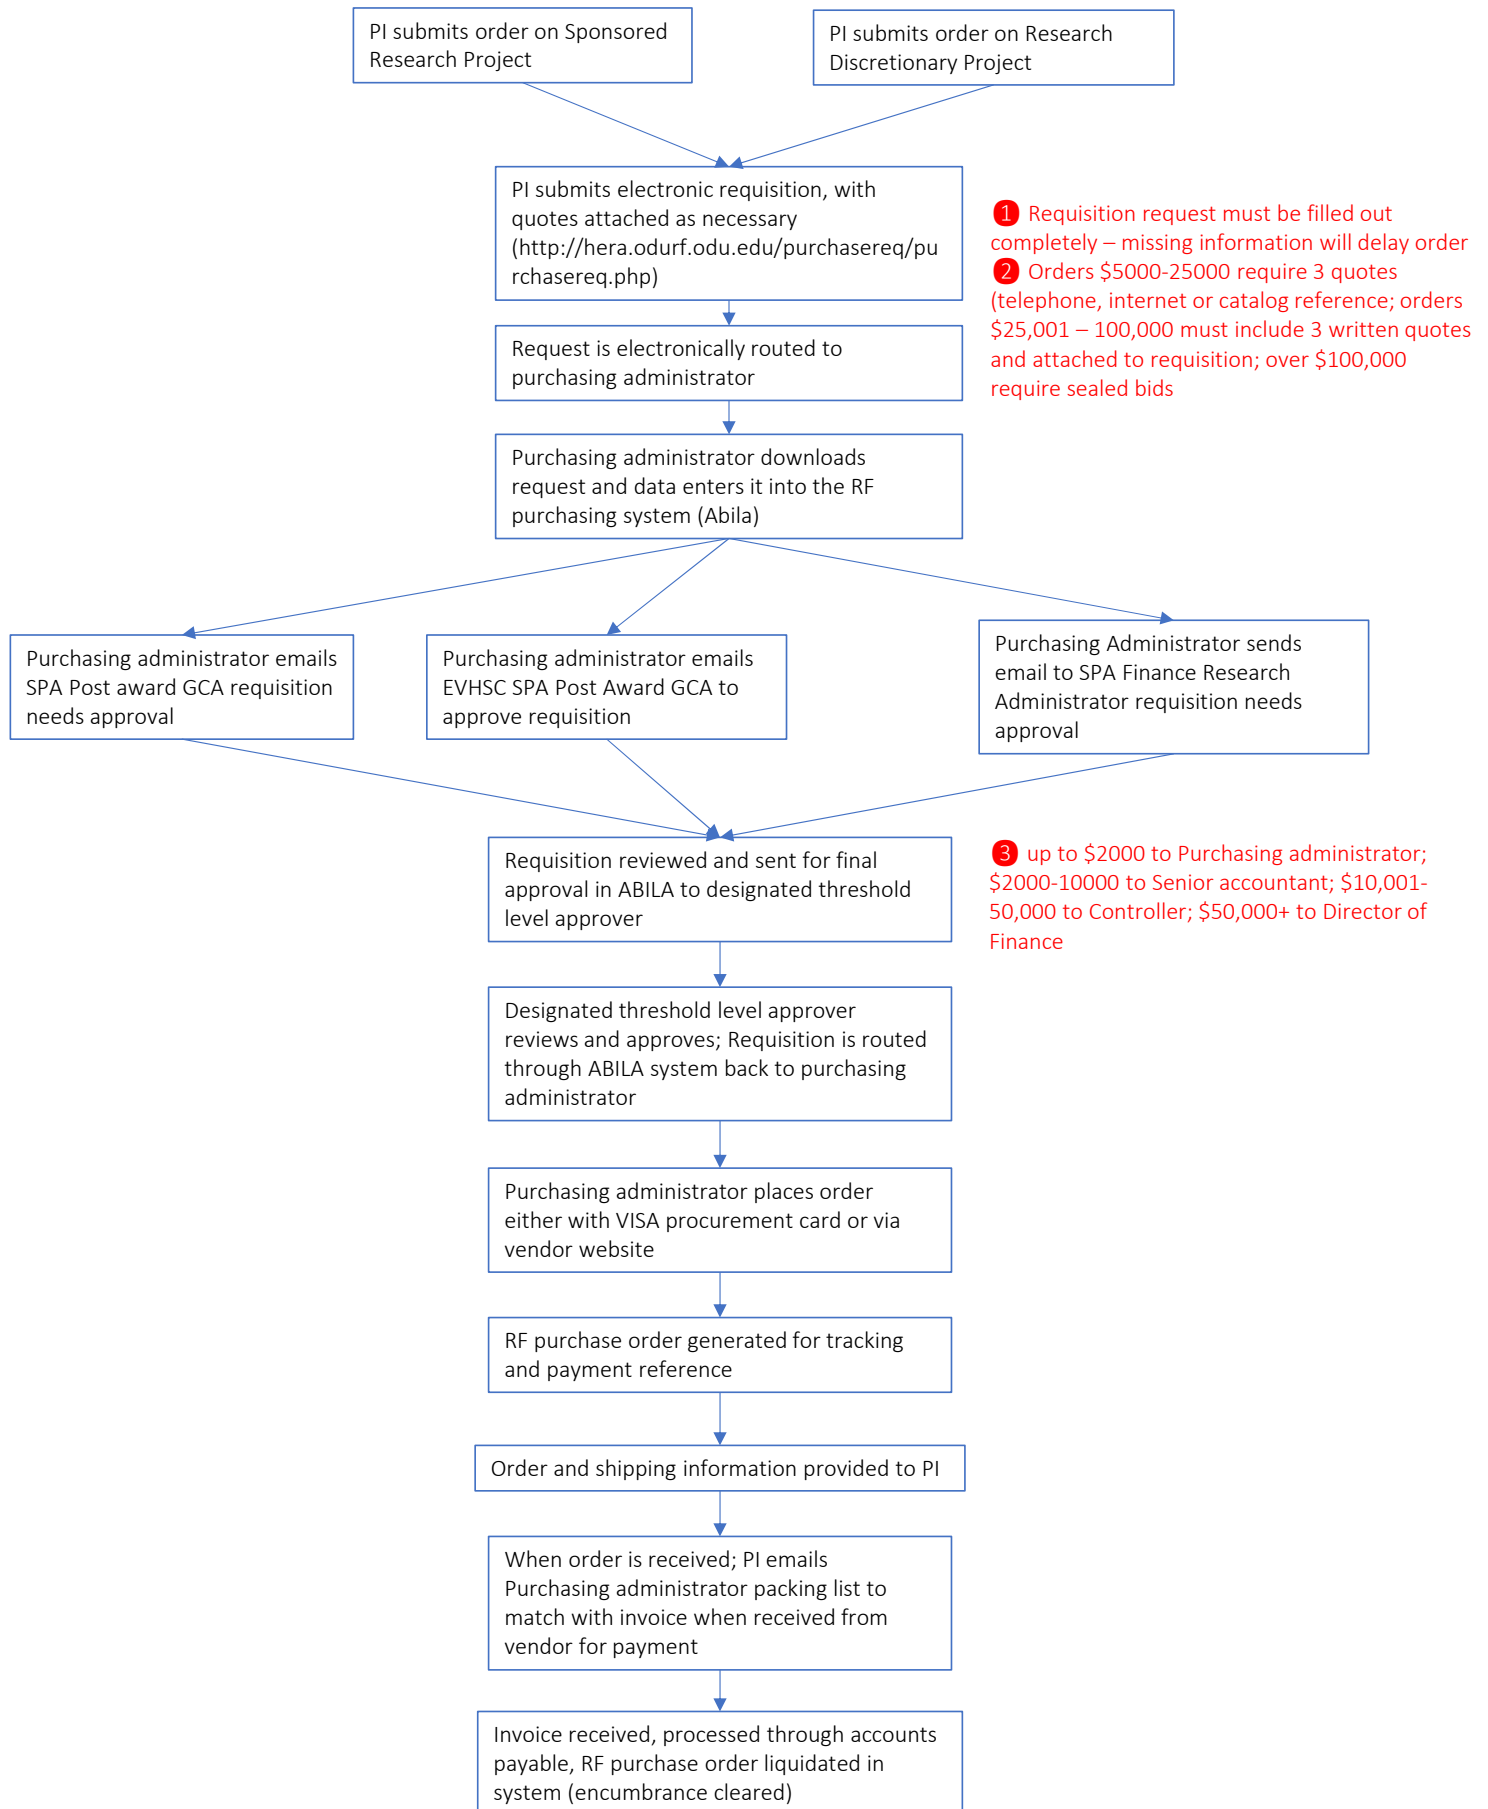 PI submits order on Sponsored
Research Project
PI submits order on Research
Discretionary Project
PI submits electronic requisition, with
quotes attached as necessary
(http://hera.odurf.odu.edu/purchasereq/pu
rchasereq.php)
1 Requisition request must be filled out
completely – missing information will delay order
2 Orders $5000-25000 require 3 quotes
(telephone, internet or catalog reference; orders
$25,001 – 100,000 must include 3 written quotes
and attached to requisition; over $100,000
require sealed bids
Request is electronically routed to
purchasing administrator
Purchasing administrator downloads
request and data enters it into the RF
purchasing system (Abila)
Purchasing administrator emails
SPA Post award GCA requisition
needs approval
Purchasing administrator emails
EVHSC SPA Post Award GCA to
approve requisition
Purchasing Administrator sends
email to SPA Finance Research
Administrator requisition needs
approval
Requisition reviewed and sent for final
approval in ABILA to designated threshold
level approver
3 up to $2000 to Purchasing administrator;
$2000-10000 to Senior accountant; $10,001-
50,000 to Controller; $50,000+ to Director of
Finance
Designated threshold level approver
reviews and approves; Requisition is routed
through ABILA system back to purchasing
administrator
Purchasing administrator places order
either with VISA procurement card or via
vendor website
RF purchase order generated for tracking
and payment reference
Order and shipping information provided to PI
When order is received; PI emails
Purchasing administrator packing list to
match with invoice when received from
vendor for payment
Invoice received, processed through accounts
payable, RF purchase order liquidated in
system (encumbrance cleared)